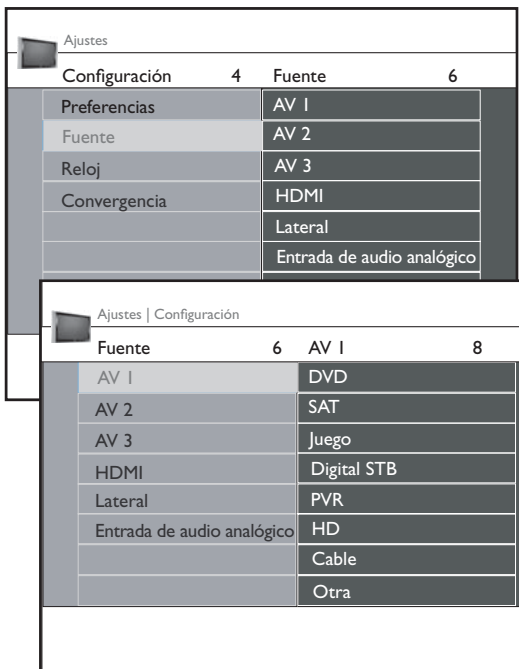 Ajustes
Configuración 4 Fuente 6
Preferencias AV 1
Fuente AV 2
Reloj AV 3
Convergencia HDMI
Lateral
Entrada de audio analógico
Ajustes | Configuración
Fuente 6 AV 1 8
AV 1 DVD
AV 2 SAT
AV 3 Juego
HDMI Digital STB
Lateral PVR
Entrada de audio analógico HD
Cable
Otra